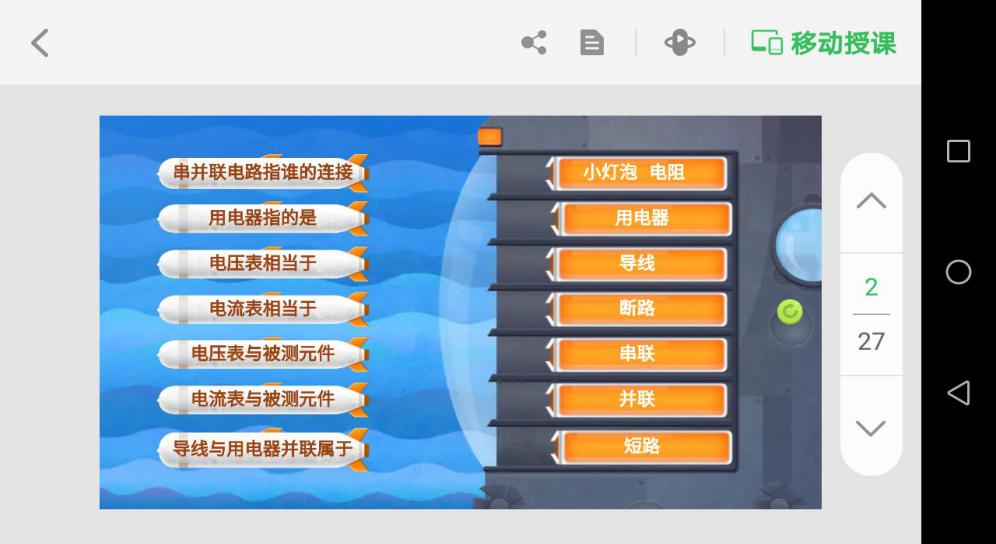 移动授课
串并联电路指谁的连接
小灯泡 电阻
用电器指的是
用电器
电压表相当于
导线
电流表相当于
断路
电压表与被测元件
串联
电流表与被测元件
并联
导线与用电器并联属于
短路
2
27